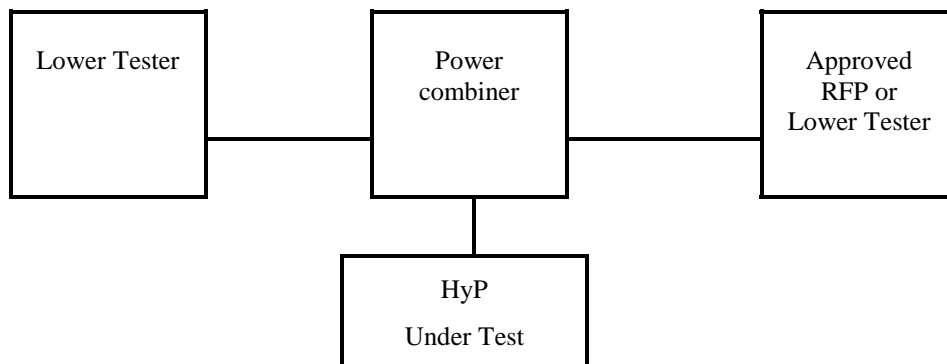 Lower Tester
Power
combiner
Approved
RFP or
Lower Tester
HyP
Under Test